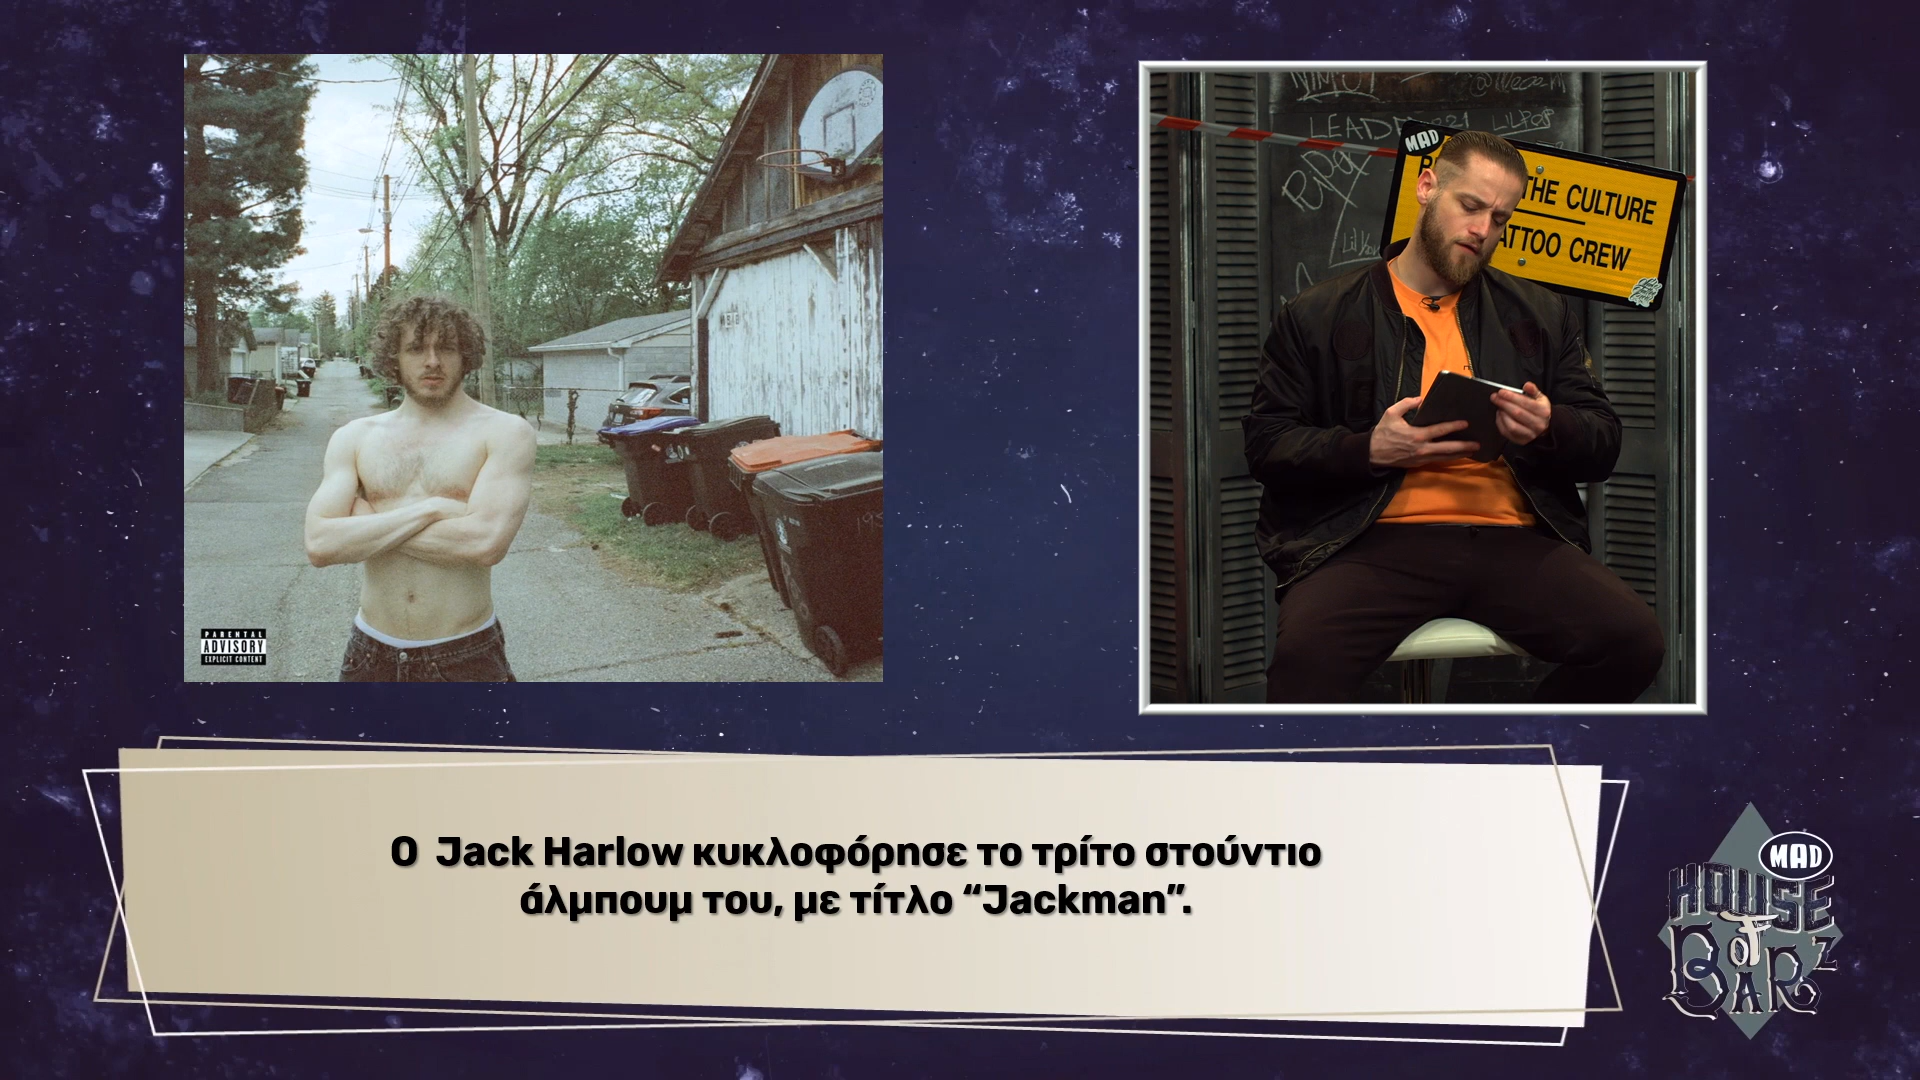 PARENTAL
ADVISORY
EXPLICIT CONTENT
LEAD
MAD
THE CULTURE
ATTOO CREW
Ο Jack Harlow κυκλοφόρησε το τρίτο στούντιο
άλμπουμ του, με τίτλο “Jackman”.
MAD
HOUSE
OF
BARZ